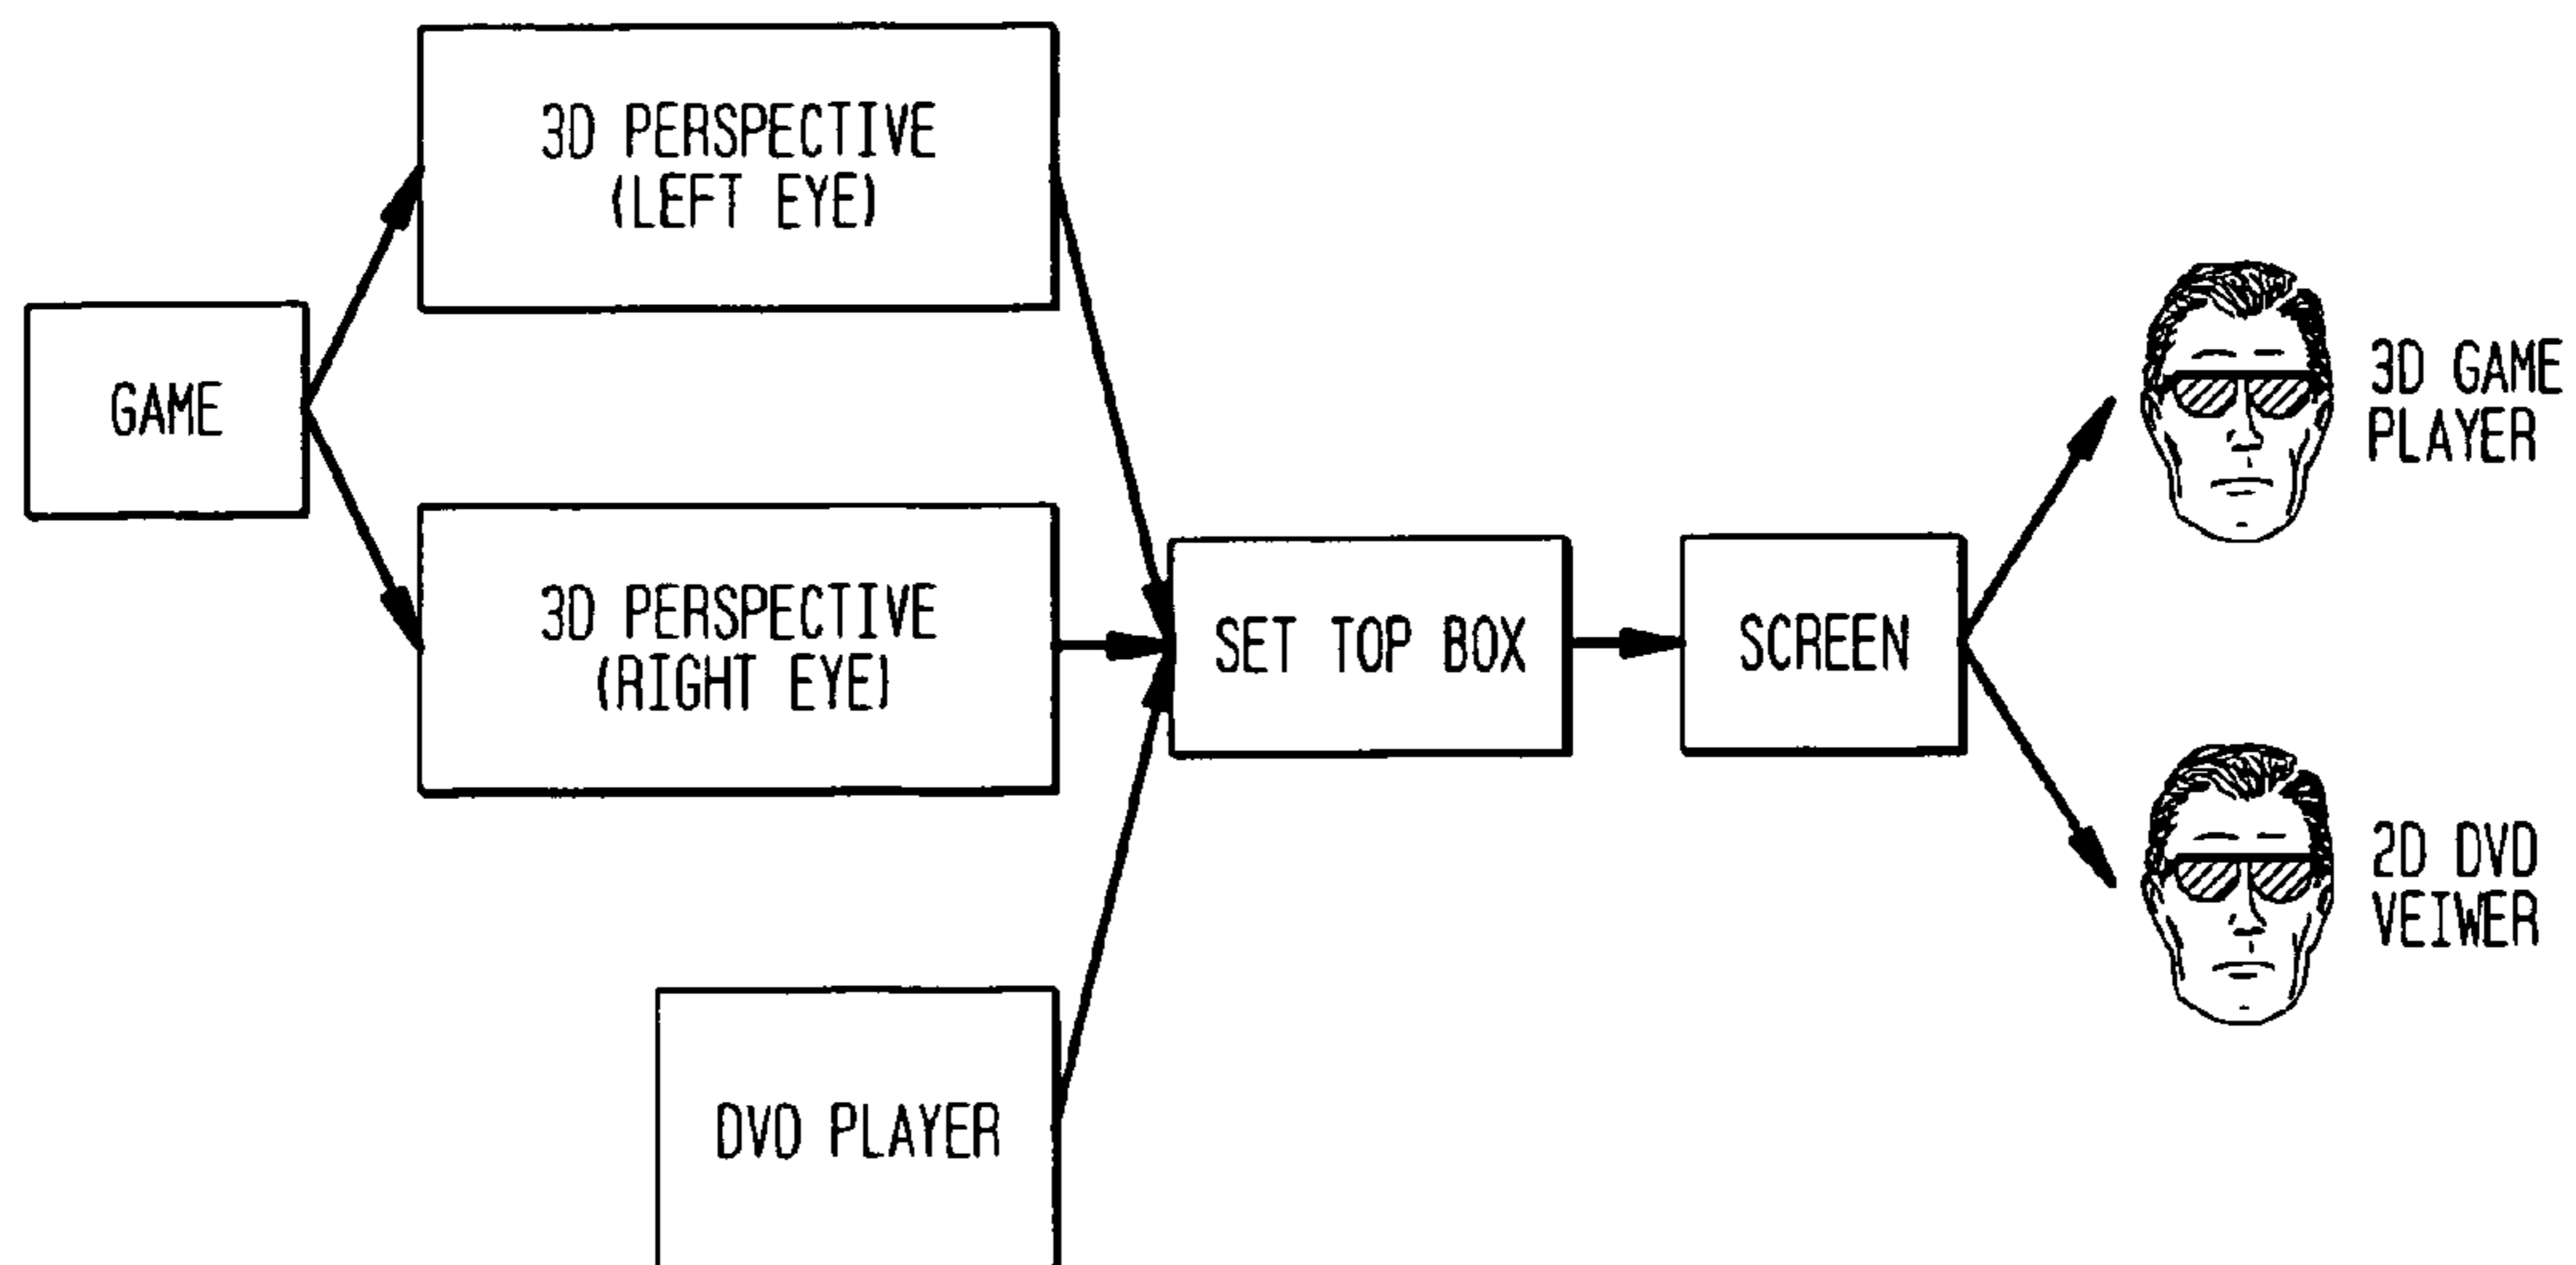 3D PERSPECTIVE
(LEFT EYE)
GAME
3D PERSPECTIVE
(RIGHT EYE)
SET TOP BOX
SCREEN
3D GAME
PLAYER
2D DVD
VEIWER
DVD PLAYER